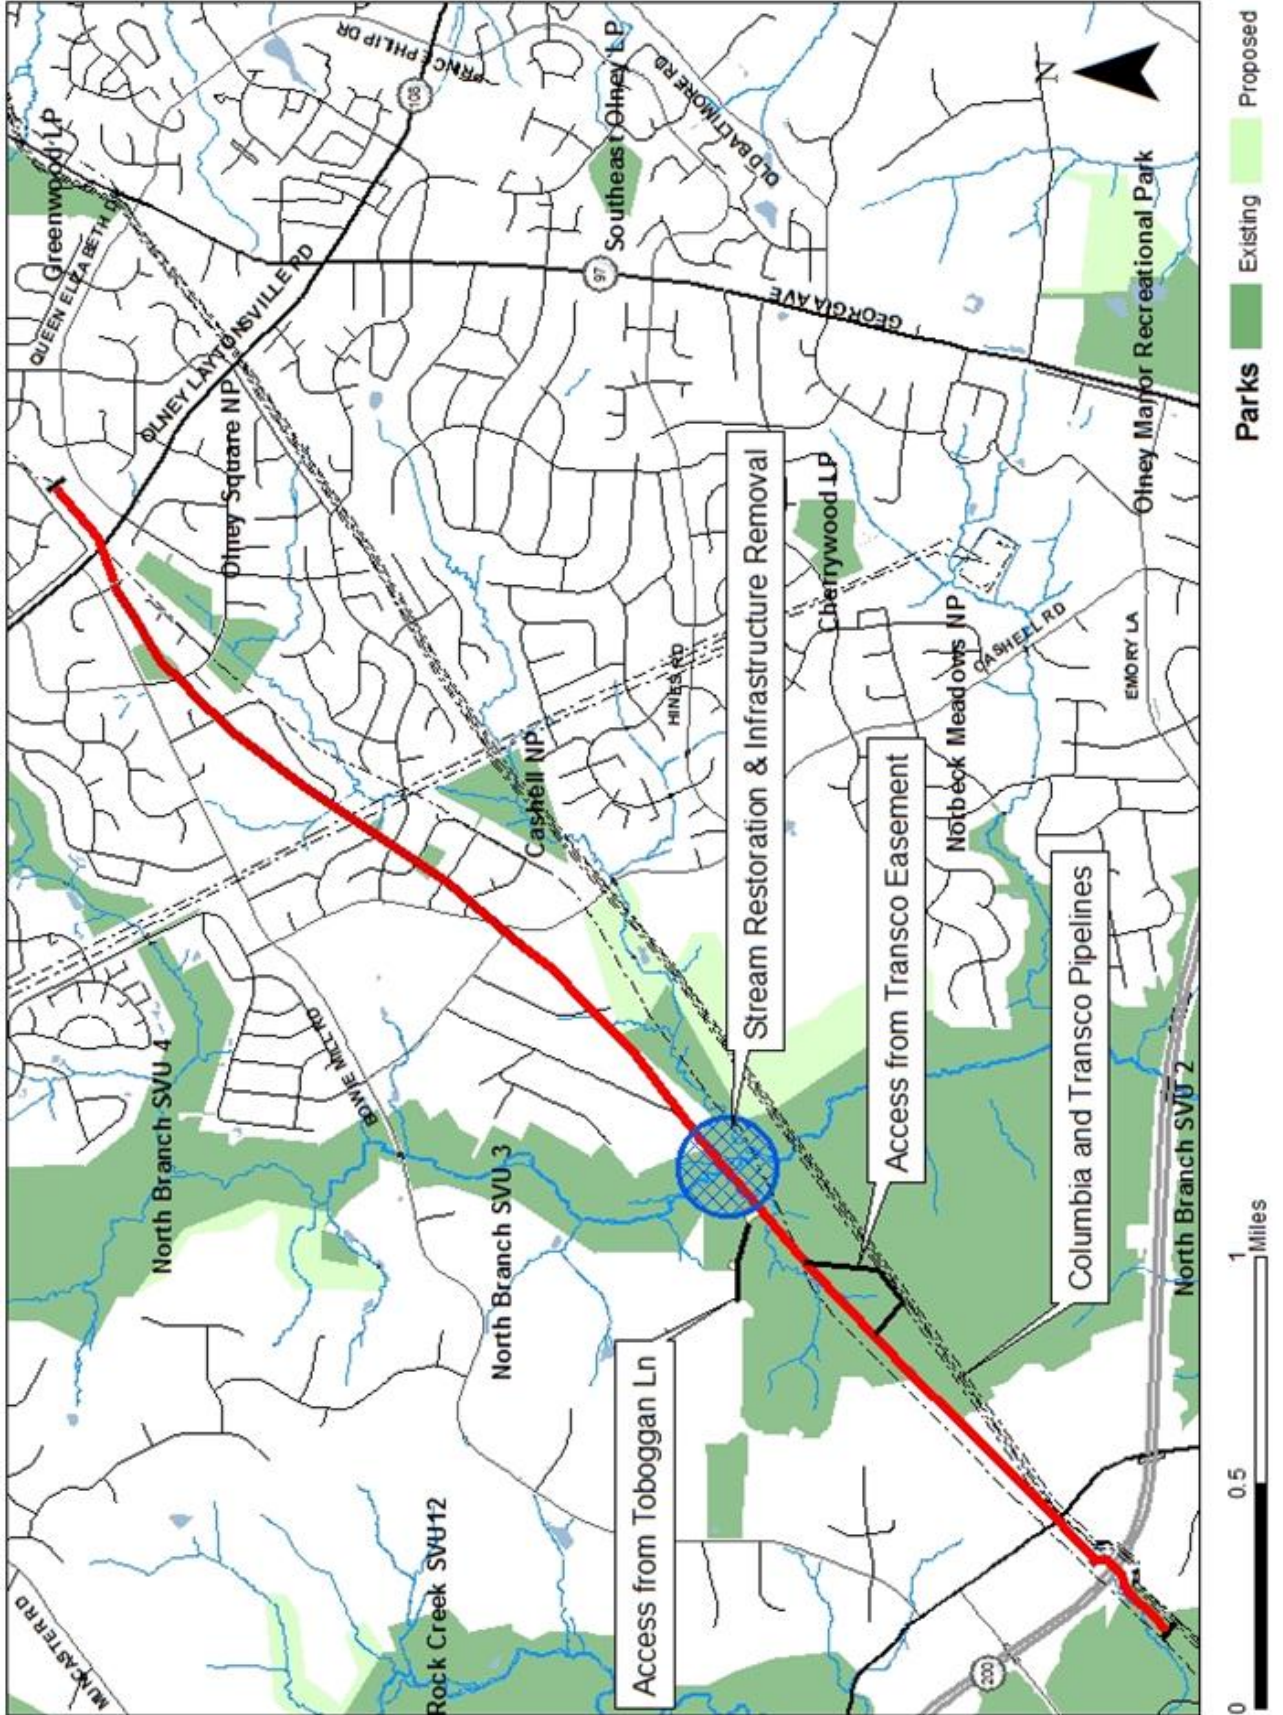 MUNCASTER RD
Rock Creek SVU12
North Branch SVU 4
North Branch SVU 3
BOWIE MILL RD
QUEEN ELIZABETH DR
Greenwood LP
OLNEY LAYTONSVILLE RD
Olney Square NP
PRINCE PHILIP DR
108
Southeast Olney LP
OLD BALTIMORE RD
97
GEORGIA AVE
Cashell NP
HINES RD
Cherrywood LP
Norbeck Meadows NP
CASHELL RD
EMORY LA
Olney Manor Recreational Park
N
Access from Toboggan Ln
Stream Restoration & Infrastructure Removal
Access from Transco Easement
Columbia and Transco Pipelines
North Branch SVU 2
200
0 0.5 1
Miles
Parks Existing Proposed